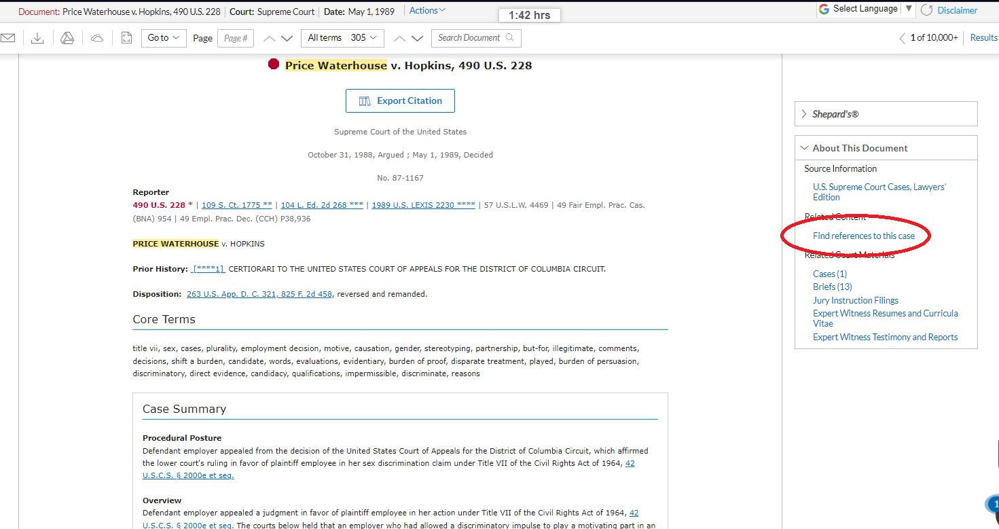 Document: Price Waterhouse v. Hopkins, 490 U.S. 228 Court: Supreme Court Date: May 1, 1989 Actions
1:42 hrs
Select Language ▼ Disclaimer
Go to Page Page # All terms 305 Search Document 1 of 10,000+ Results
Price Waterhouse v. Hopkins, 490 U.S. 228
Export Citation
Supreme Court of the United States
October 31, 1988, Argued ; May 1, 1989, Decided
No. 87-1167
Reporter
490 U.S. 228 * | 109 S. Ct. 1775 ** | 104 L. Ed. 2d 268 *** | 1989 U.S. LEXIS 2230 **** | 57 U.S.L.W. 4469 | 49 Fair Empl. Prac. Cas.
(BNA) 954 | 49 Empl. Prac. Dec. (CCH) P38,936
PRICE WATERHOUSE v. HOPKINS
Prior History: [****1] CERTIORARI TO THE UNITED STATES COURT OF APPEALS FOR THE DISTRICT OF COLUMBIA CIRCUIT.
Disposition: 263 U.S. App. D. C. 321, 825 F. 2d 458, reversed and remanded.
Core Terms
title vii, sex, cases, plurality, employment decision, motive, causation, gender, stereotyping, partnership, but-for, illegitimate, comments,
decisions, shift a burden, candidate, words, evaluations, evidentiary, burden of proof, disparate treatment, played, burden of persuasion,
discriminatory, direct evidence, candidacy, qualifications, impermissible, discriminate, reasons
Case Summary
Procedural Posture
Defendant employer appealed from the decision of the United States Court of Appeals for the District of Columbia Circuit, which affirmed
the lower court's ruling in favor of plaintiff employee in her sex discrimination claim under Title VII of the Civil Rights Act of 1964, 42
U.S.C.S. § 2000e et seq.
Overview
Defendant employer appealed a judgment in favor of plaintiff employee in her action under Title VII of the Civil Rights Act of 1964, 42
U.S.C.S. § 2000e et seq. The courts below held that an employer who had allowed a discriminatory impulse to play a motivating part in an
Shepard's®
About This Document
Source Information
U.S. Supreme Court Cases, Lawyers'
Edition
Related Content
Find references to this case
Related Court Materials
Cases (1)
Briefs (13)
Jury Instruction Filings
Expert Witness Resumes and Curricula
Vitae
Expert Witness Testimony and Reports
1